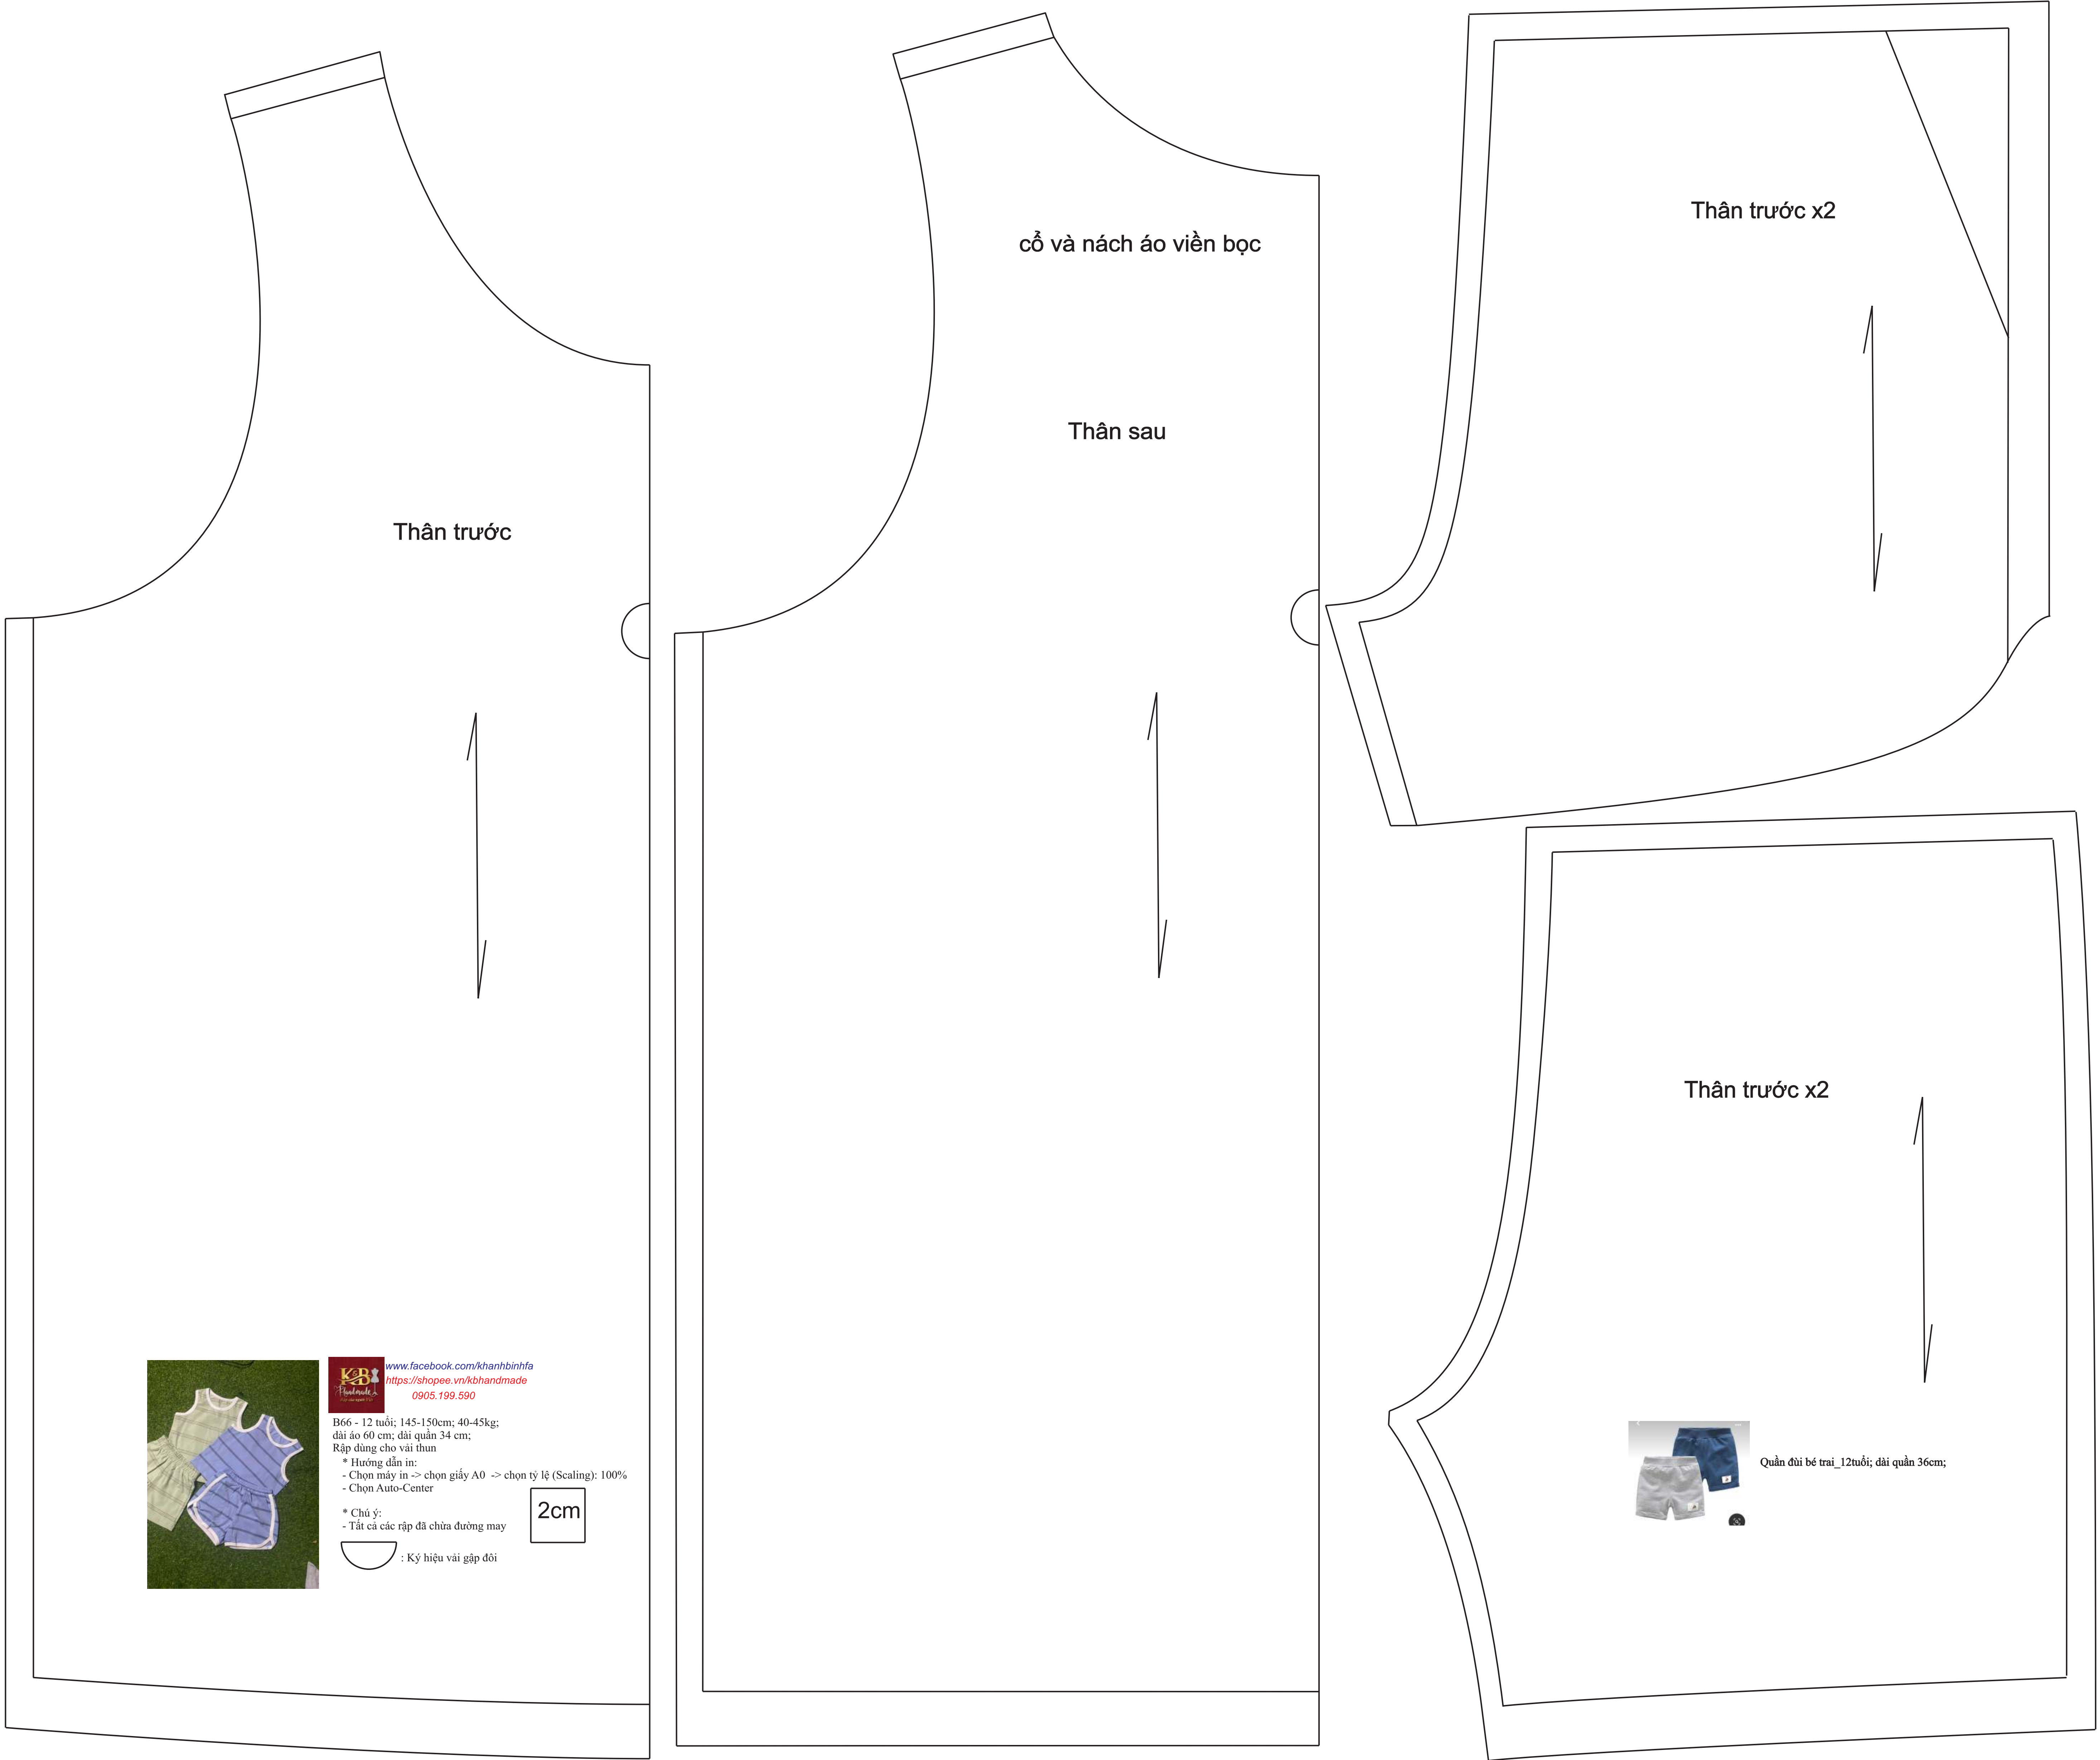 Thân trước
cổ và nách áo viền bọc
Thân sau
Thân trước x2
Thân trước x2
K&B
Handmade
www.facebook.com/khanhbinhfa
https://shopee.vn/kbhandmade
0905.199.590
B66 - 12 tuổi; 145-150cm; 40-45kg;
dài áo 60 cm; dài quần 34 cm;
Rập dùng cho vải thun
* Hướng dẫn in:
- Chọn máy in -> chọn giấy A0 -> chọn tỷ lệ (Scaling): 100%
- Chọn Auto-Center
* Chú ý:
- Tất cả các rập đã chừa đường may
2cm
: Ký hiệu vải gập đôi
Quần đùi bé trai_12tuổi; dài quần 36cm;